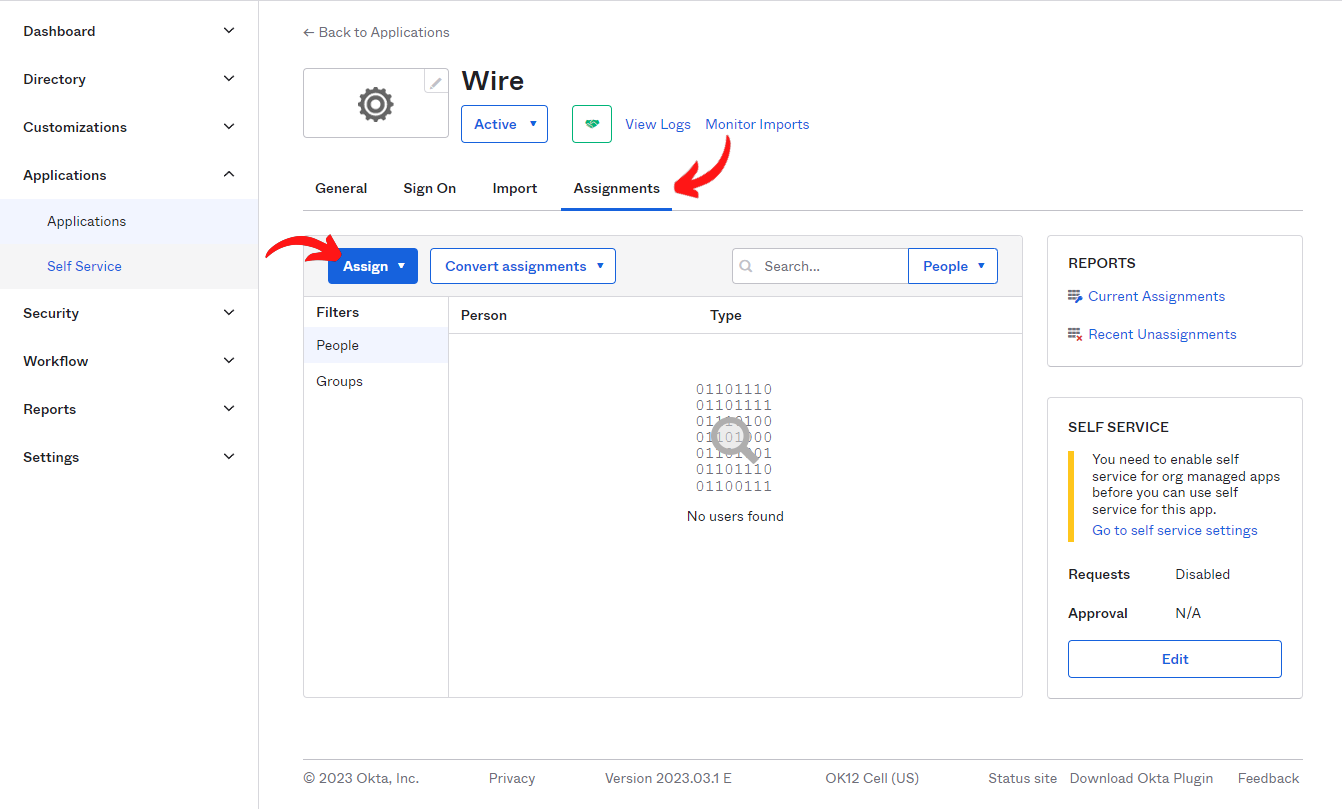 Dashboard
Directory
Customizations
Applications
Applications
Self Service
Security
Workflow
Reports
Settings
← Back to Applications
Wire
Active ▼
View Logs
Monitor Imports
General
Sign On
Import
Assignments
Assign ▼
Convert assignments ▼
Search...
People ▼
Filters
People
Groups
Person
Type
01101110
01101111
01110100
01101000
01101001
01101110
01100111
No users found
REPORTS
Current Assignments
Recent Unassignments
SELF SERVICE
You need to enable self
service for org managed apps
before you can use self
service for this app.
Go to self service settings
Requests Disabled
Approval N/A
Edit
© 2023 Okta, Inc.
Privacy
Version 2023.03.1 E
OK12 Cell (US)
Status site
Download Okta Plugin
Feedback